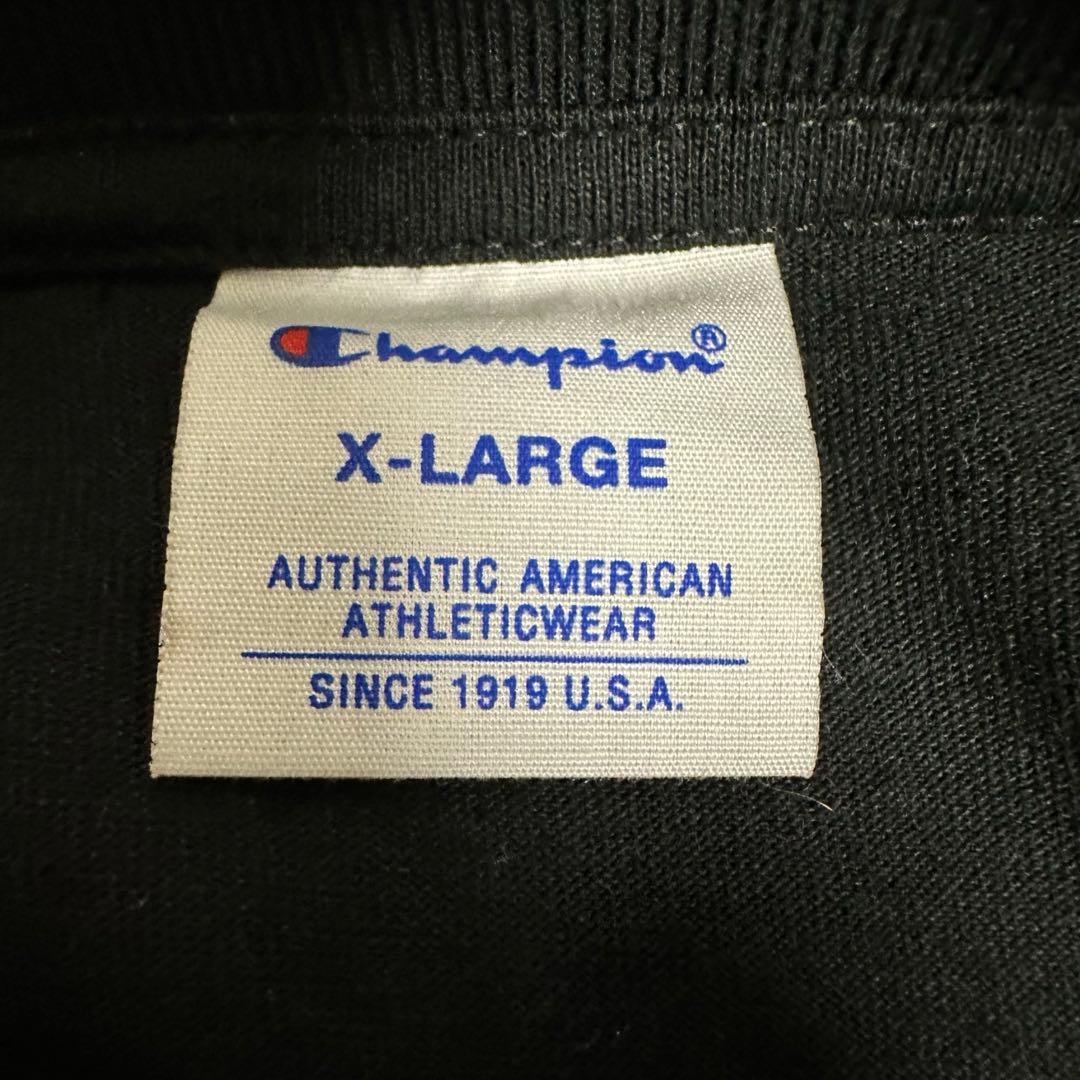 Champion®
X-LARGE
AUTHENTIC AMERICAN
ATHLETICWEAR
SINCE 1919 U.S.A.